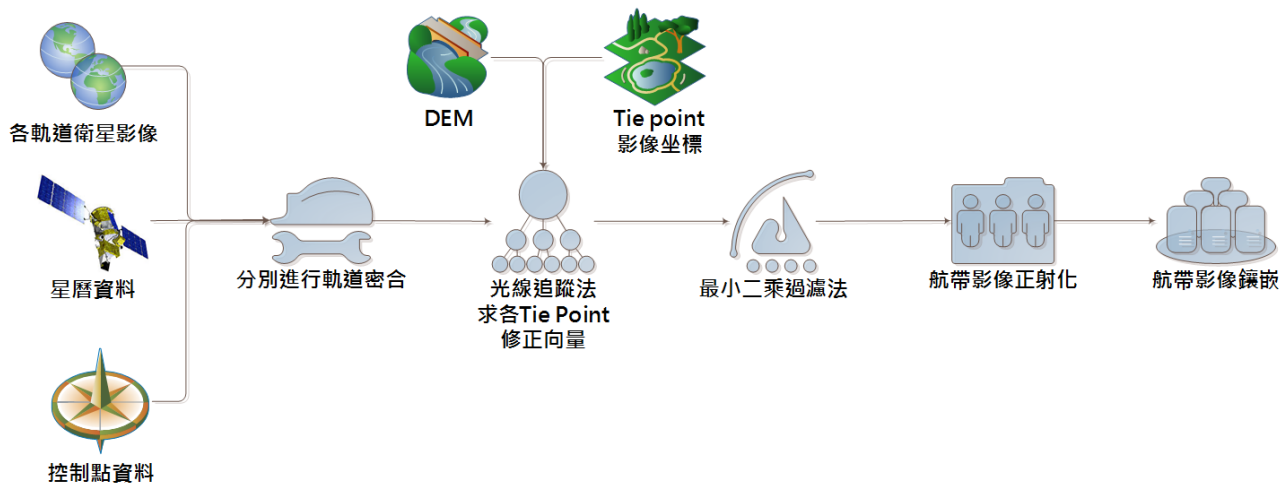 各軌道衛星影像
星曆資料
控制點資料
分別進行軌道密合
DEM
Tie point
影像坐標
光線追蹤法
求各Tie Point
修正向量
最小二乘過濾法
航帶影像正射化
航帶影像鑲嵌